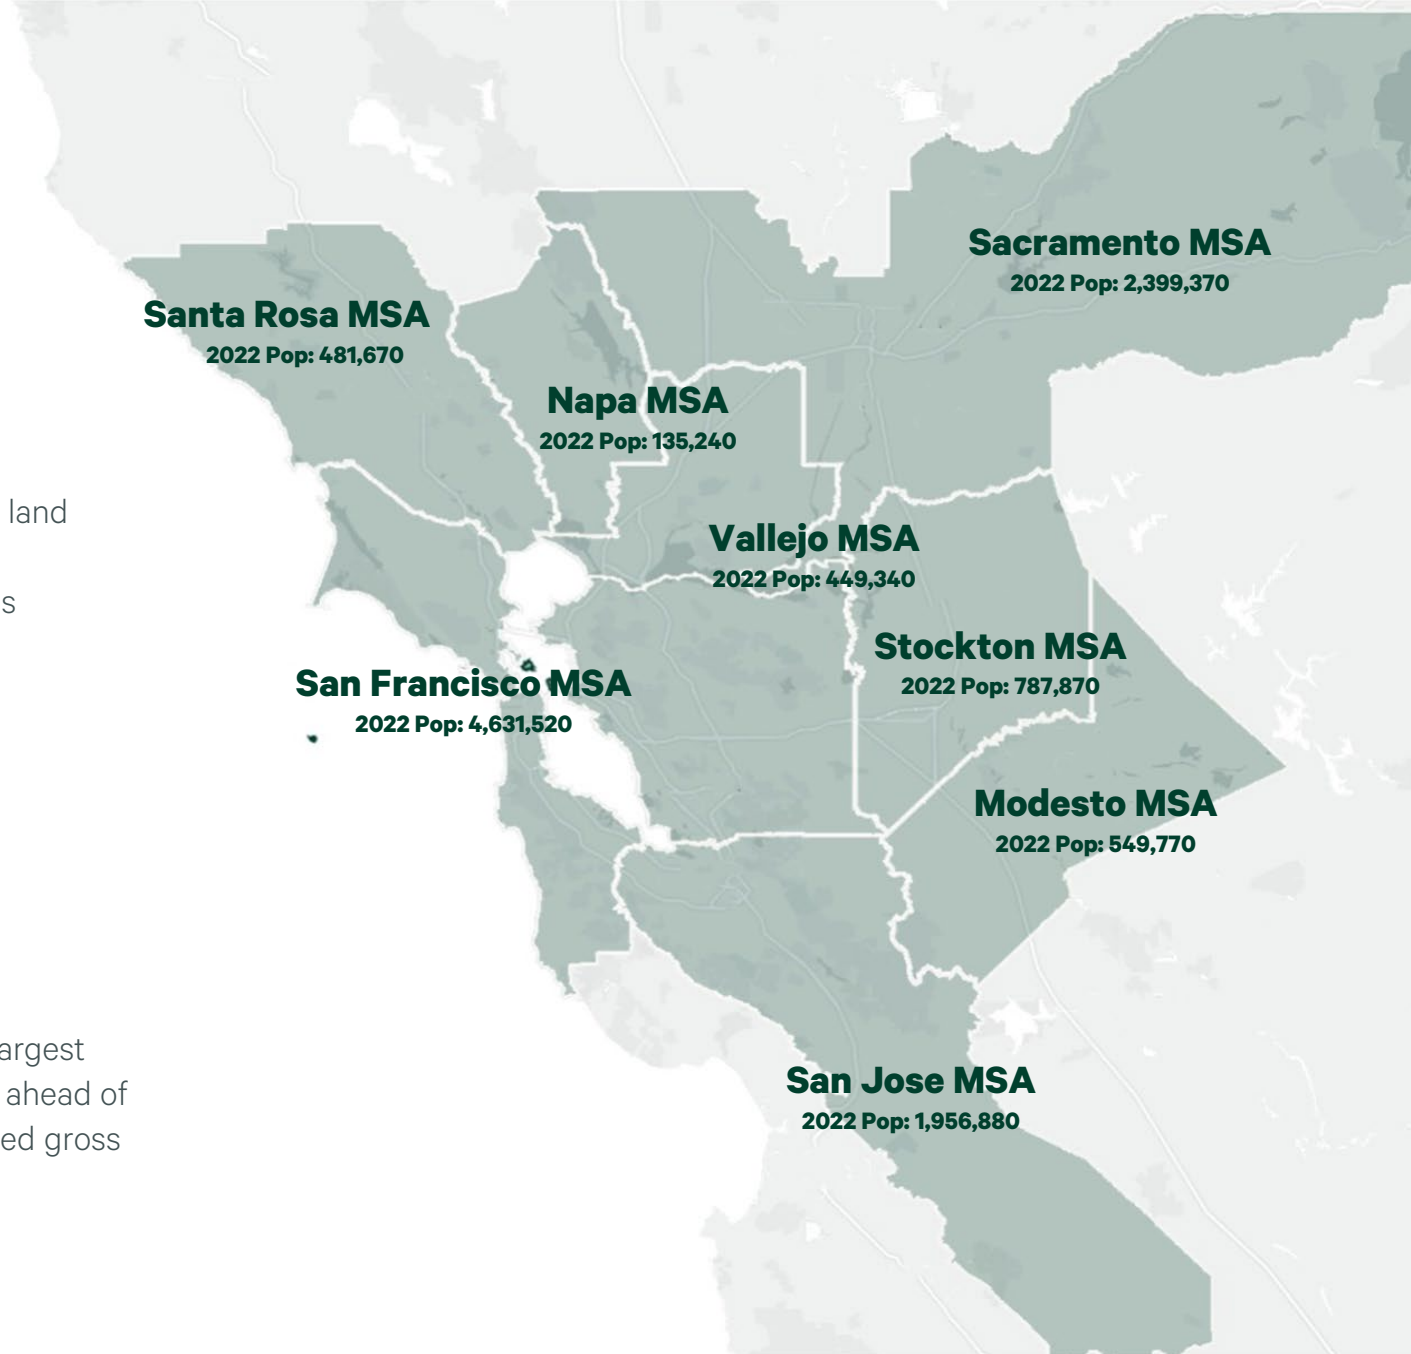 Sacramento MSA
2022 Pop: 2,399,370
Santa Rosa MSA
2022 Pop: 481,670
Napa MSA
2022 Pop: 135,240
land
Vallejo MSA
2022 Pop: 449,340
s
Stockton MSA
2022 Pop: 787,870
San Francisco MSA
2022 Pop: 4,631,520
Modesto MSA
2022 Pop: 549,770
argest
ahead of
ed gross
San Jose MSA
2022 Pop: 1,956,880